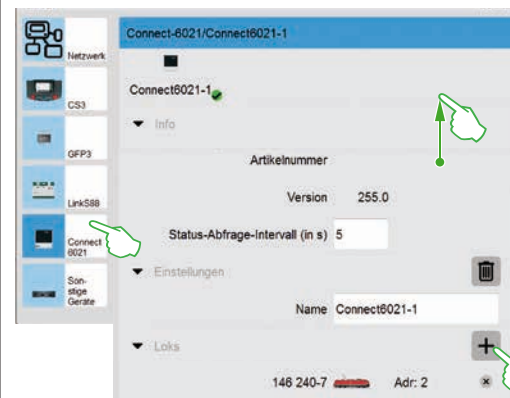 Netzwerk
CS3
GFP3
LinkS88
Connect
6021
Son-
stige
Geräte
Connect-6021/Connect6021-1
Connect6021-1
Info
Artikelnummer
Version 255.0
Status-Abfrage-Intervall (in s) 5
Einstellungen
Name Connect6021-1
Loks
146 240-7 Adr: 2